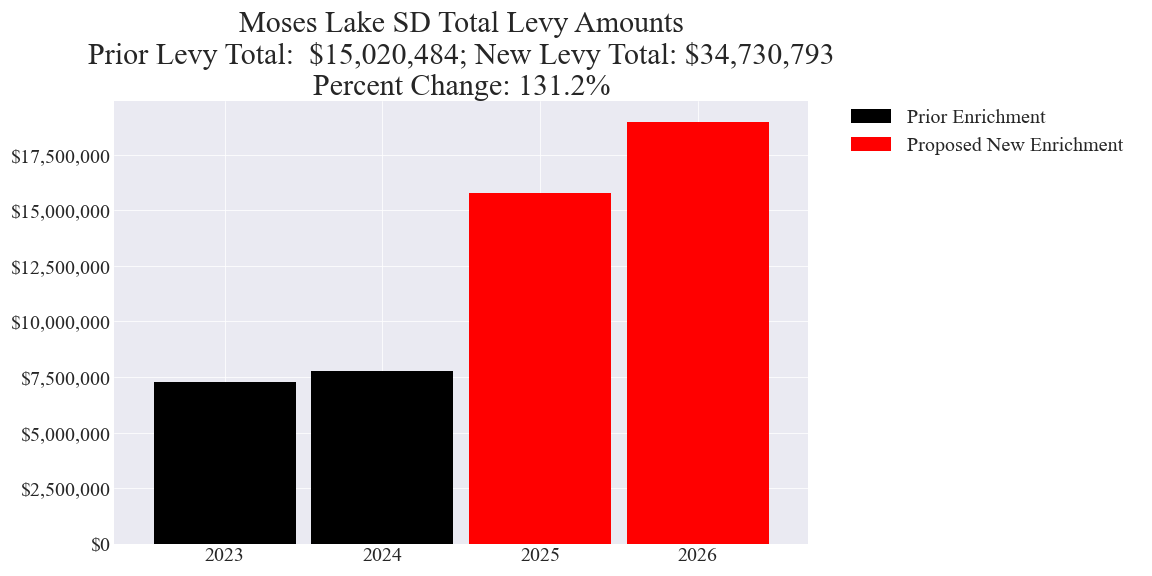 Moses Lake SD Total Levy Amounts
Prior Levy Total:  $15,020,484; New Levy Total: $34,730,793
Percent Change: 131.2%
Prior Enrichment
Proposed New Enrichment
$17,500,000
$15,000,000
$12,500,000
$10,000,000
$7,500,000
$5,000,000
$2,500,000
$0
2023 2024 2025 2026